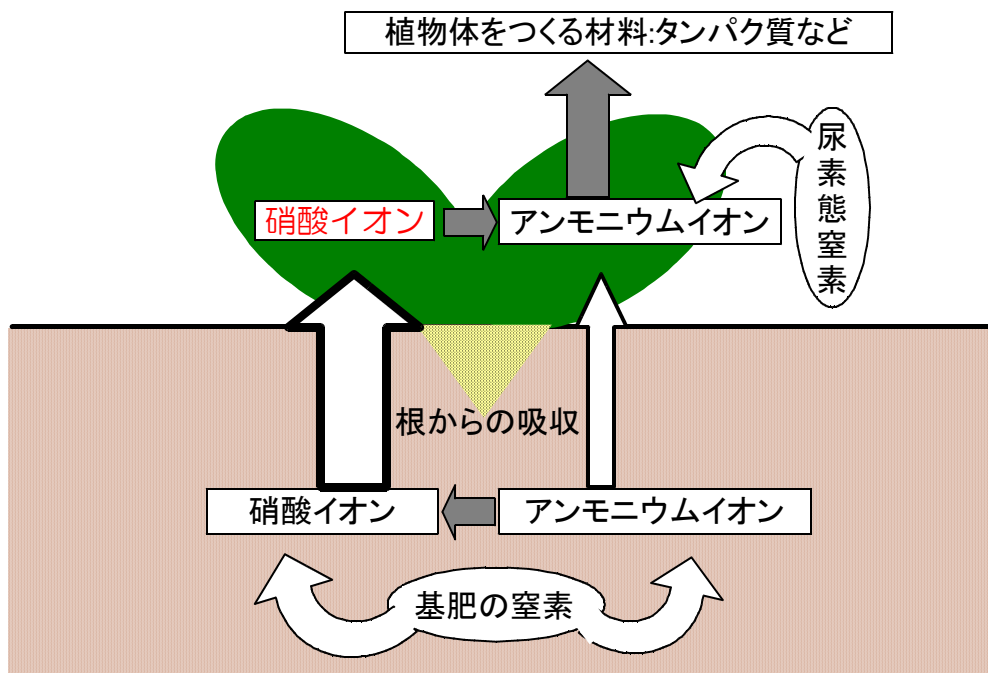 植物体をつくる材料:タンパク質など
硝酸イオン
アンモニウムイオン
尿素態窒素
根からの吸収
硝酸イオン
アンモニウムイオン
基肥の窒素